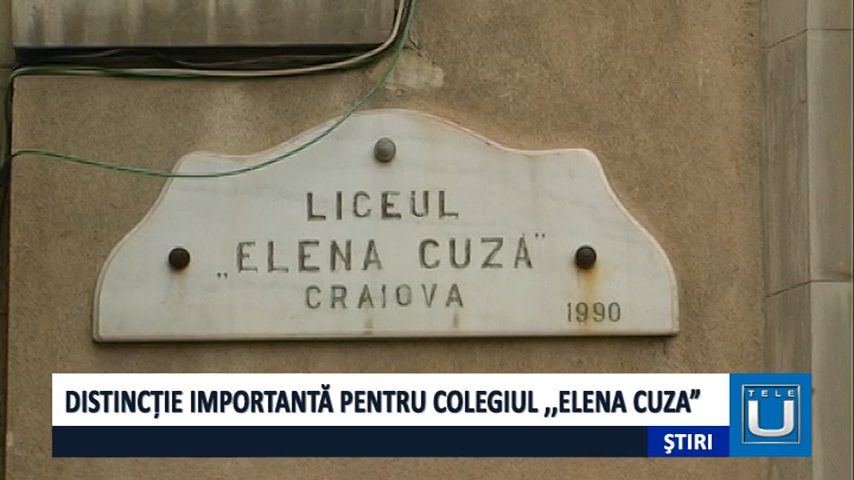 LICEUL
„ELENA CUZA”
CRAIOVA
1990
DISTINCȚIE IMPORTANTĂ PENTRU COLEGIUL ,,ELENA CUZA”
ȘTIRI
TELE
U